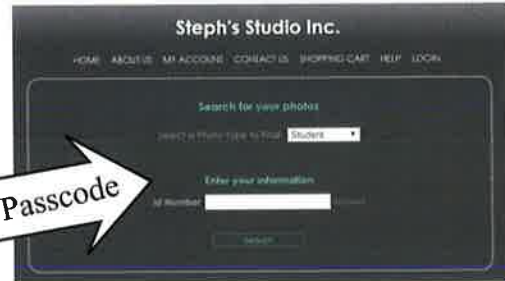 Steph's Studio Inc.
HOME ABOUT US MY ACCOUNT CONTACT US SHOPPING CART HELP LOGIN
Search for your photos
Select a Photo Type to Find: Student
Enter your information
Passcode
Id Number
SEARCH